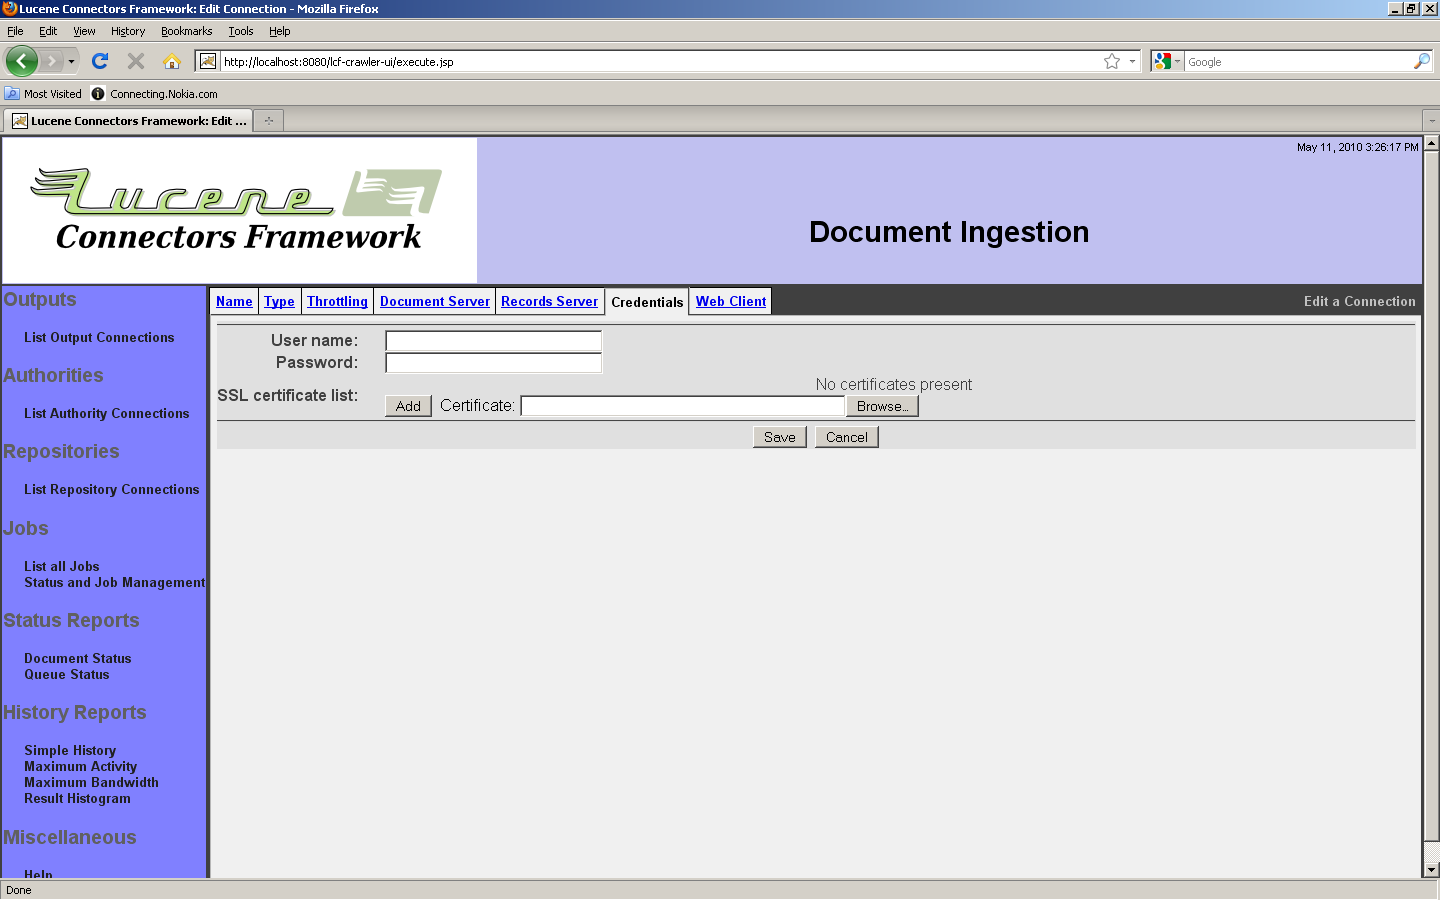 Lucene Connectors Framework: Edit Connection - Mozilla Firefox
File Edit View History Bookmarks Tools Help
http://localhost:8080/lcf-crawler-ui/execute.jsp
Google
Most Visited Connecting.Nokia.com
Lucene Connectors Framework: Edit ...
May 11, 2010 3:26:17 PM
Lucene
Connectors Framework
Document Ingestion
Name Type Throttling Document Server Records Server Credentials Web Client
Edit a Connection
Outputs
List Output Connections
Authorities
List Authority Connections
Repositories
List Repository Connections
Jobs
List all Jobs
Status and Job Management
Status Reports
Document Status
Queue Status
History Reports
Simple History
Maximum Activity
Maximum Bandwidth
Result Histogram
Miscellaneous
Help
User name:
Password:
SSL certificate list:
No certificates present
Add Certificate: Browse...
Save Cancel
Done